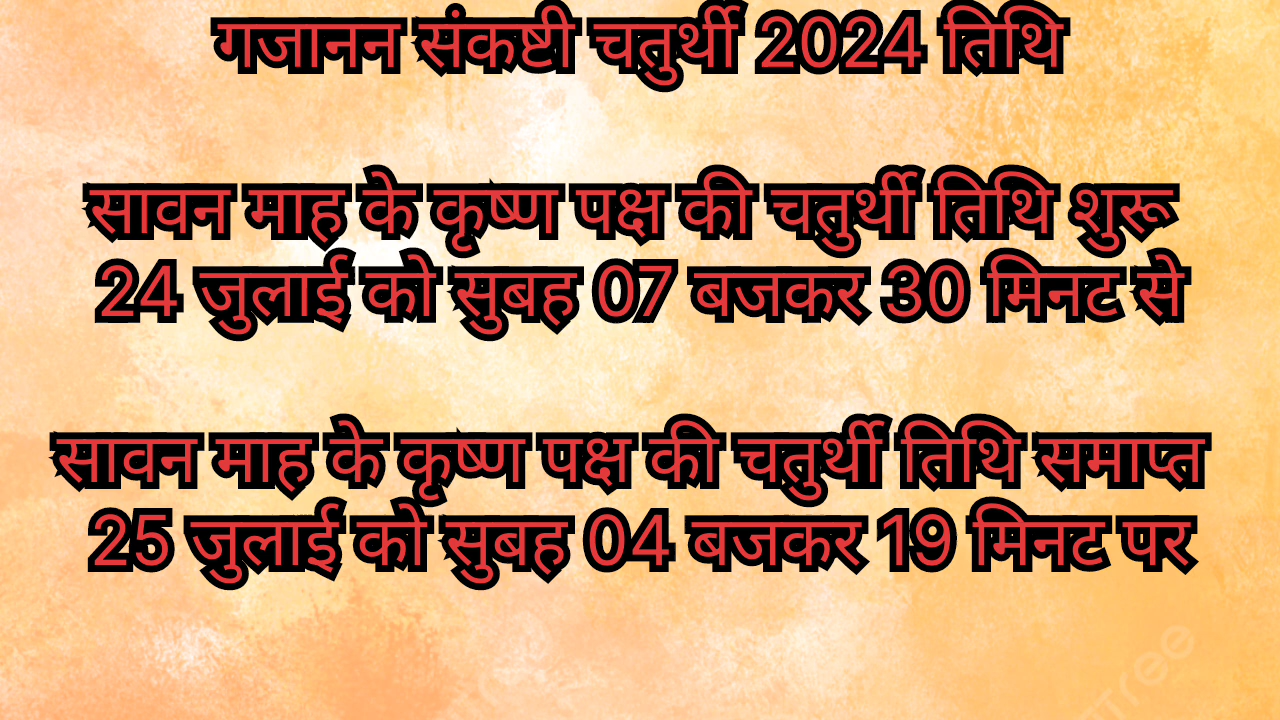 गजानन संकष्टी चतुर्थी 2024 तिथि
सावन माह के कृष्ण पक्ष की चतुर्थी तिथि शुरू
24 जुलाई को सुबह 07 बजकर 30 मिनट से
सावन माह के कृष्ण पक्ष की चतुर्थी तिथि समाप्त
25 जुलाई को सुबह 04 बजकर 19 मिनट पर